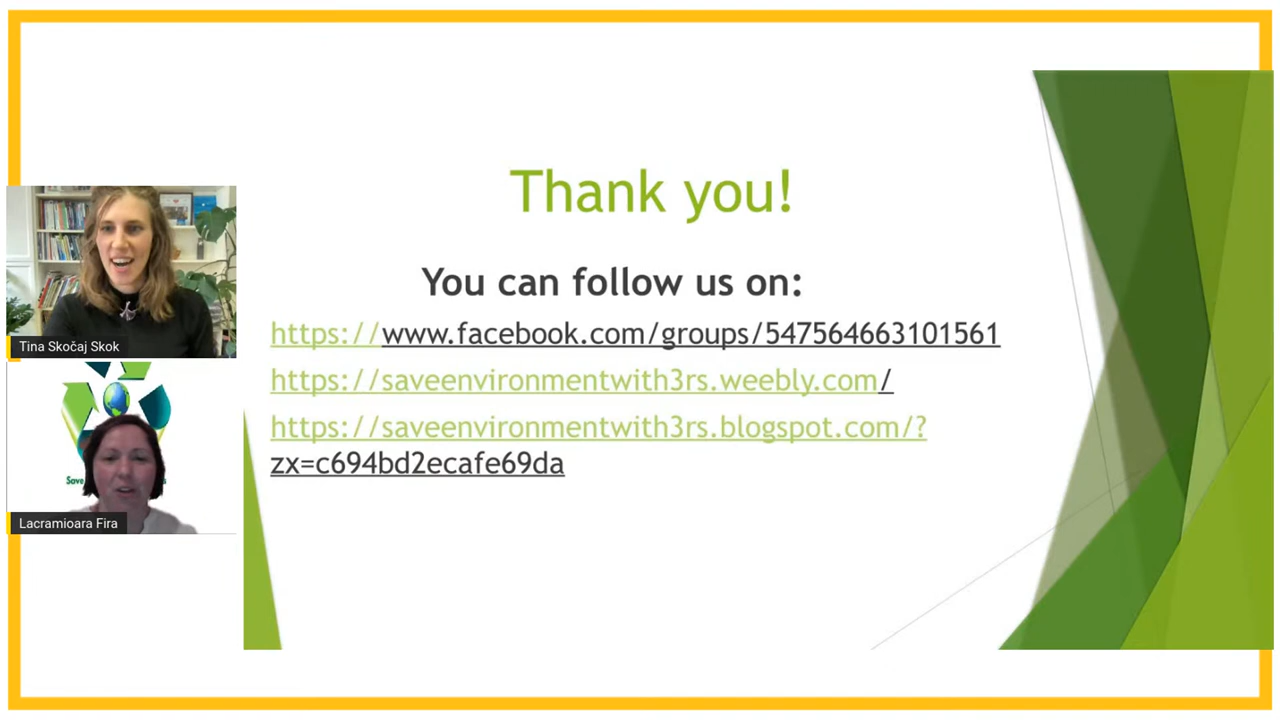 Thank you!
You can follow us on:
https://www.facebook.com/groups/547564663101561
https://saveenvironmentwith3rs.weebly.com/
https://saveenvironmentwith3rs.blogspot.com/?
zx=c694bd2ecafe69da
Tina Skočaj Skok
Save
Lacramioara Fira